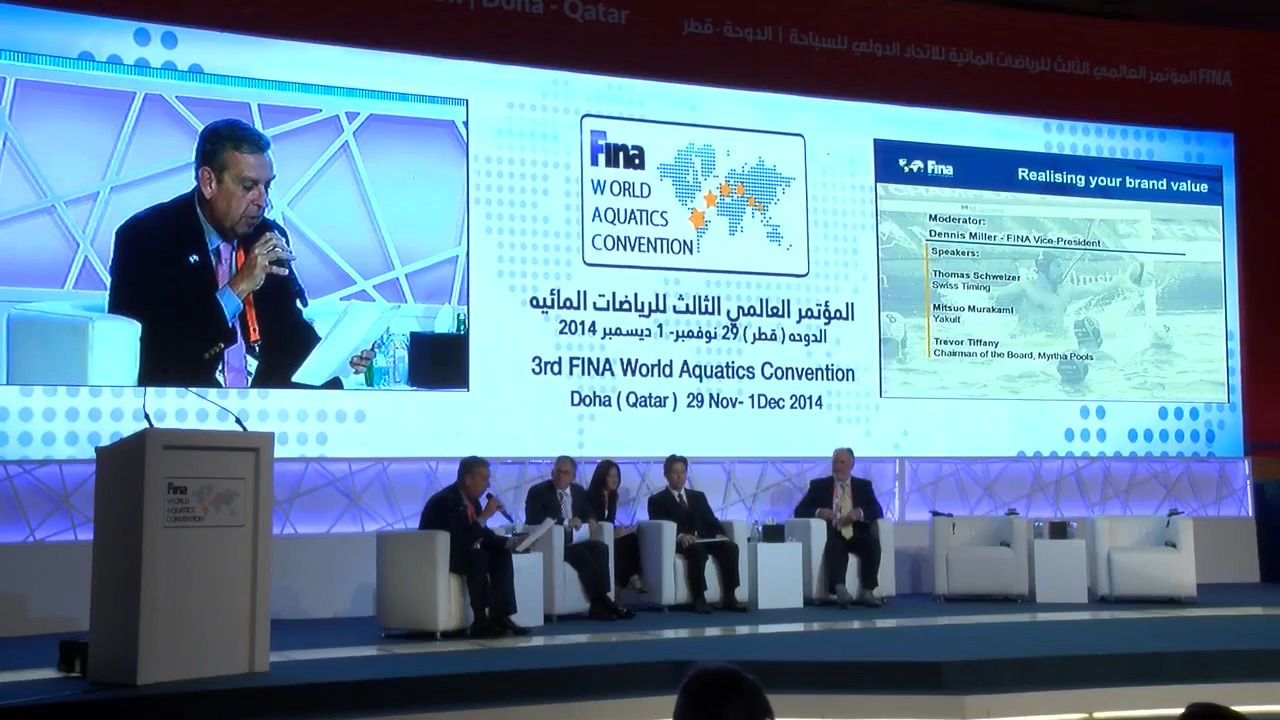 Doha - Qatar
FINA المؤتمر العالمي الثالث للرياضات المائية للاتحاد الدولي للسباحة | الدوحة - قطر
Fina
WORLD
AQUATICS
CONVENTION
المؤتمر العالمي الثالث للرياضات المائيه
الدوحه ( قطر ) 29 نوفمبر- 1 ديسمبر 2014
3rd FINA World Aquatics Convention
Doha ( Qatar ) 29 Nov- 1Dec 2014
Fina
Realising your brand value
Moderator:
Dennis Miller - FINA Vice-President
Speakers:
Thomas Schweizer
Swiss Timing
Mitsuo Murakami
Yakult
Trevor Tiffany
Chairman of the Board, Myrtha Pools
Fina
WORLD
AQUATICS
CONVENTION